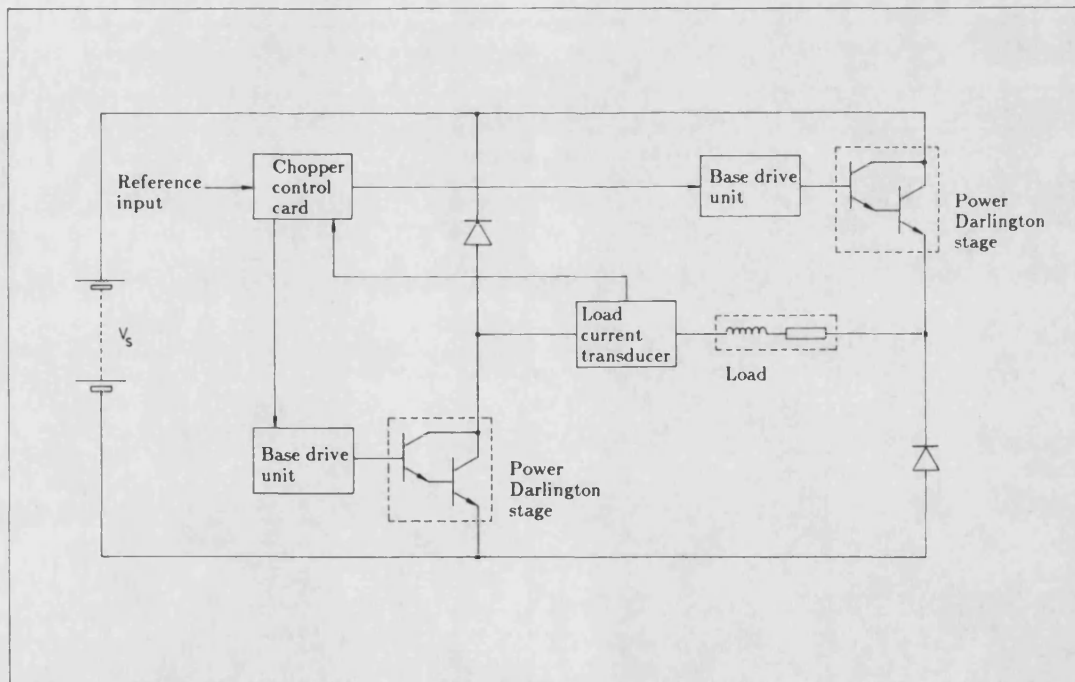 Reference
input
Chopper
control
card
Base drive
unit
Power
Darlington
stage
Vs
Load
current
transducer
Load
Base drive
unit
Power
Darlington
stage